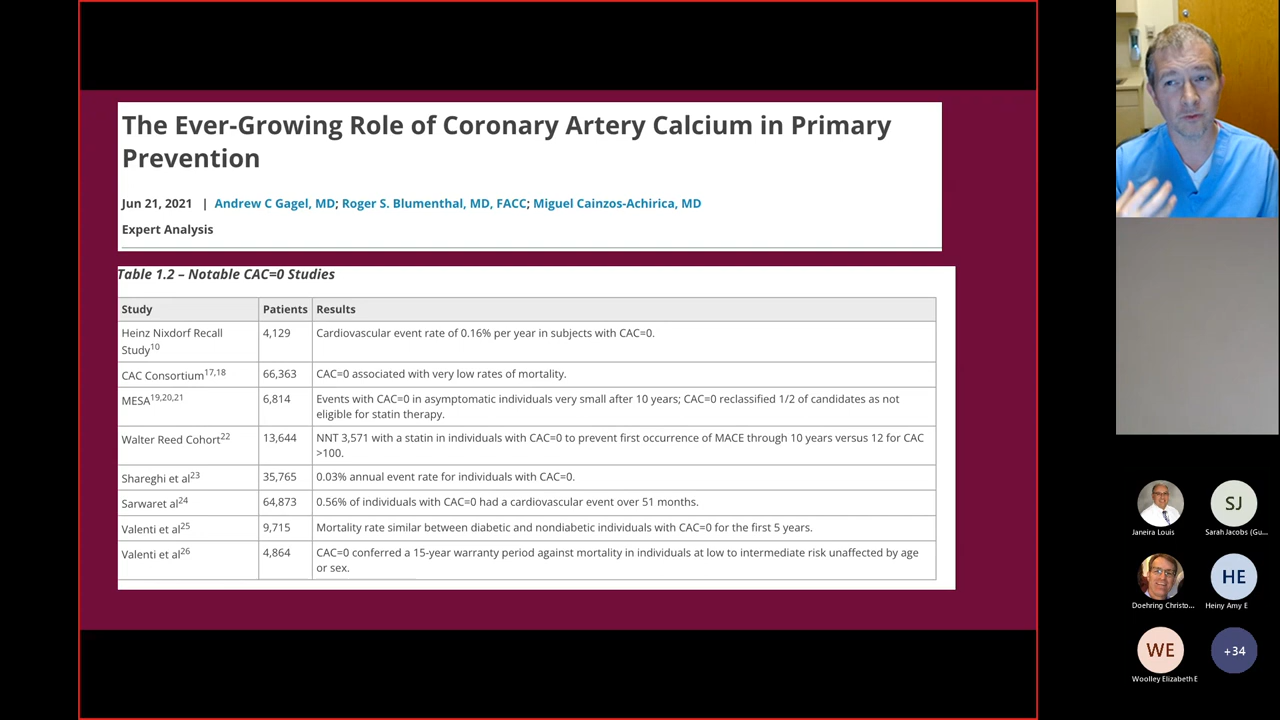 The Ever-Growing Role of Coronary Artery Calcium in Primary
Prevention
Jun 21, 2021 | Andrew C Gagel, MD; Roger S. Blumenthal, MD, FACC; Miguel Cainzos-Achirica, MD
Expert Analysis
Table 1.2 – Notable CAC=0 Studies
Study Patients Results
Heinz Nixdorf Recall 4,129 Cardiovascular event rate of 0.16% per year in subjects with CAC=0.
Study10
CAC Consortium17,18 66,363 CAC=0 associated with very low rates of mortality.
MESA19,20,21 6,814 Events with CAC=0 in asymptomatic individuals very small after 10 years; CAC=0 reclassified 1/2 of candidates as not
eligible for statin therapy.
Walter Reed Cohort22 13,644 NNT 3,571 with a statin in individuals with CAC=0 to prevent first occurrence of MACE through 10 years versus 12 for CAC
>100.
Shareghi et al23 35,765 0.03% annual event rate for individuals with CAC=0.
Sarwaret al24 64,873 0.56% of individuals with CAC=0 had a cardiovascular event over 51 months.
Valenti et al25 9,715 Mortality rate similar between diabetic and nondiabetic individuals with CAC=0 for the first 5 years.
Valenti et al26 4,864 CAC=0 conferred a 15-year warranty period against mortality in individuals at low to intermediate risk unaffected by age
or sex.
SJ
Janeira Louis Sarah Jacobs (Gu...
HE
Doehring Christo... Heiny Amy E
WE +34
Woolley Elizabeth E